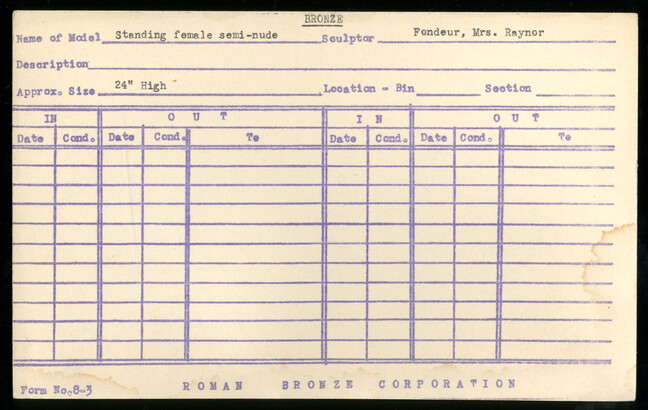 BRONZE
Name of Model Standing female semi-nude Sculptor Fondeur, Mrs. Raynor
Description
Approx. Size 24" High Location - Bin Section
IN OUT IN OUT
Date Cond. Date Cond. To Date Cond. Date Cond. To
Form No. 8-3 ROMAN BRONZE CORPORATION